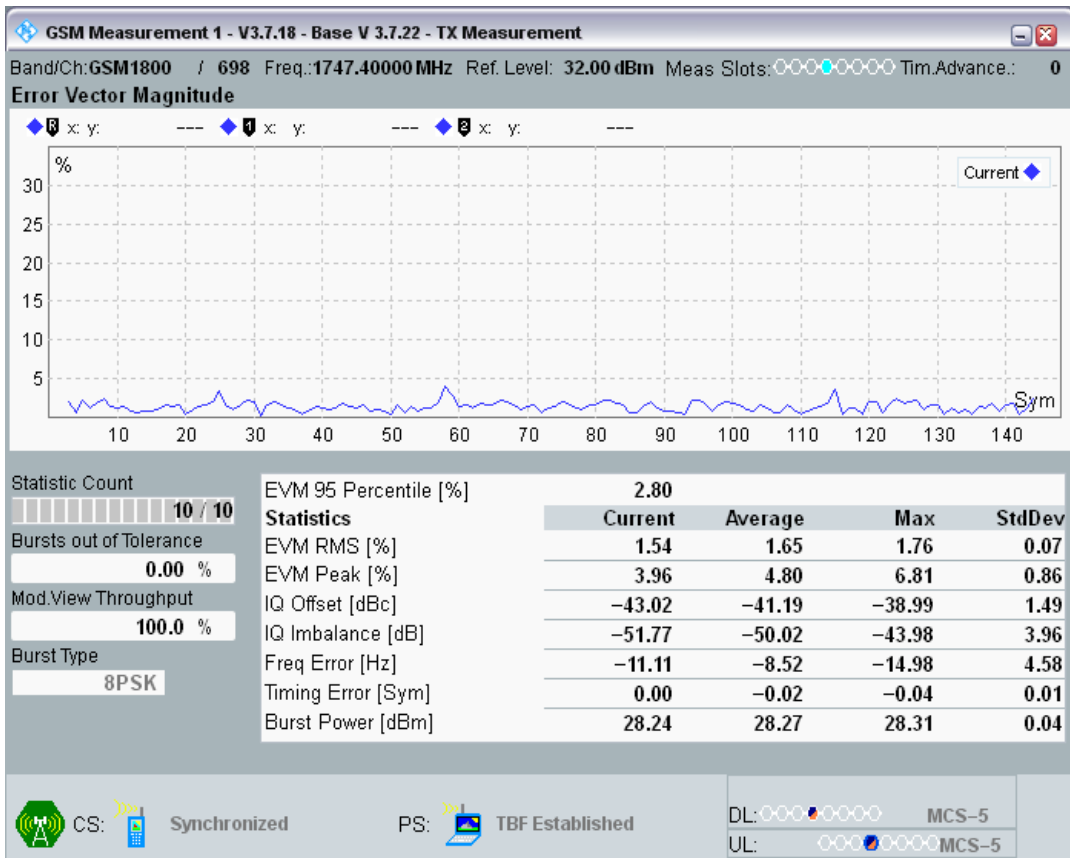 GSM Measurement 1 - V3.7.18 - Base V 3.7.22 - TX Measurement
Band/Ch:GSM1800 / 698 Freq.:1747.40000 MHz Ref. Level: 32.00 dBm Meas Slots: Tim.Advance.: 0
Error Vector Magnitude
R x: y: --- 1 x: y: --- 2 x: y: ---
%
Current
30
25
20
15
10
5
Sym
10 20 30 40 50 60 70 80 90 100 110 120 130 140
Statistic Count
10 / 10
Bursts out of Tolerance
0.00 %
Mod.View Throughput
100.0 %
Burst Type
8PSK
EVM 95 Percentile [%] 2.80
Statistics Current Average Max StdDev
EVM RMS [%] 1.54 1.65 1.76 0.07
EVM Peak [%] 3.96 4.80 6.81 0.86
IQ Offset [dBc] −43.02 −41.19 −38.99 1.49
IQ Imbalance [dB] −51.77 −50.02 −43.98 3.96
Freq Error [Hz] −11.11 −8.52 −14.98 4.58
Timing Error [Sym] 0.00 −0.02 −0.04 0.01
Burst Power [dBm] 28.24 28.27 28.31 0.04
CS: Synchronized PS: TBF Established
DL: MCS−5
UL: MCS−5